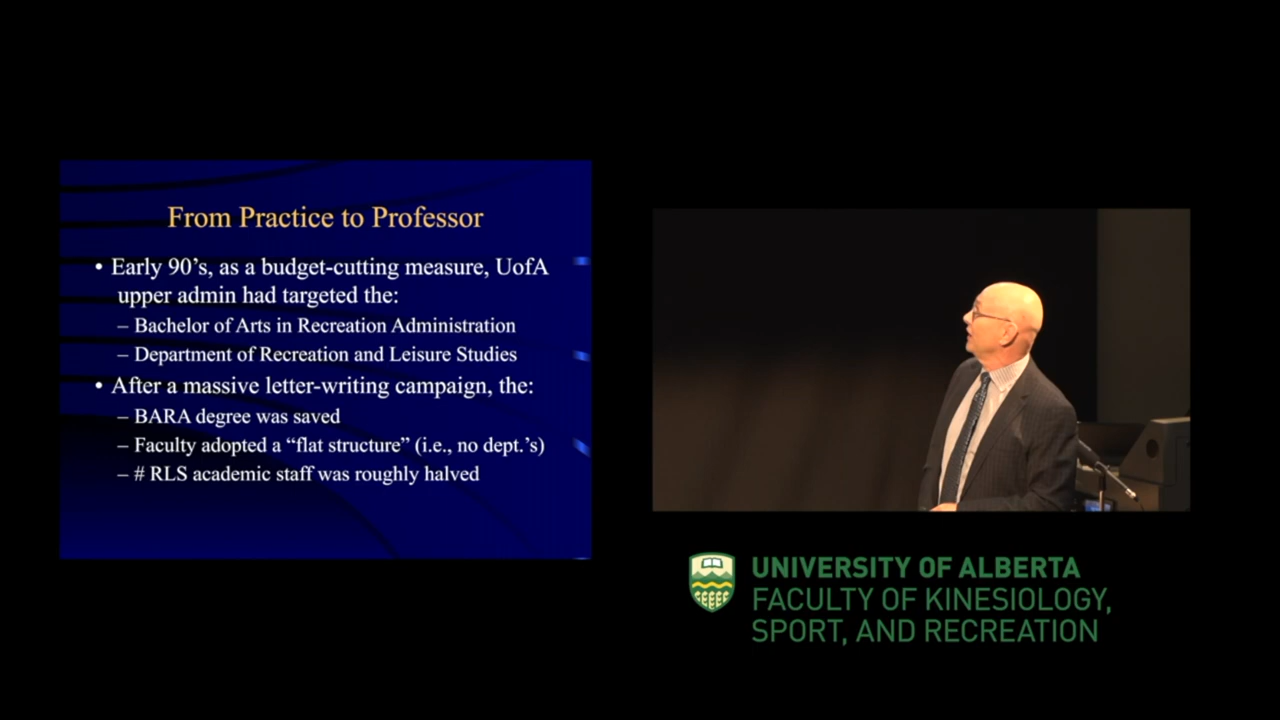 From Practice to Professor
• Early 90's, as a budget-cutting measure, UofA
upper admin had targeted the:
– Bachelor of Arts in Recreation Administration
– Department of Recreation and Leisure Studies
• After a massive letter-writing campaign, the:
– BARA degree was saved
– Faculty adopted a “flat structure” (i.e., no dept.'s)
– # RLS academic staff was roughly halved
UNIVERSITY OF ALBERTA
FACULTY OF KINESIOLOGY,
SPORT, AND RECREATION